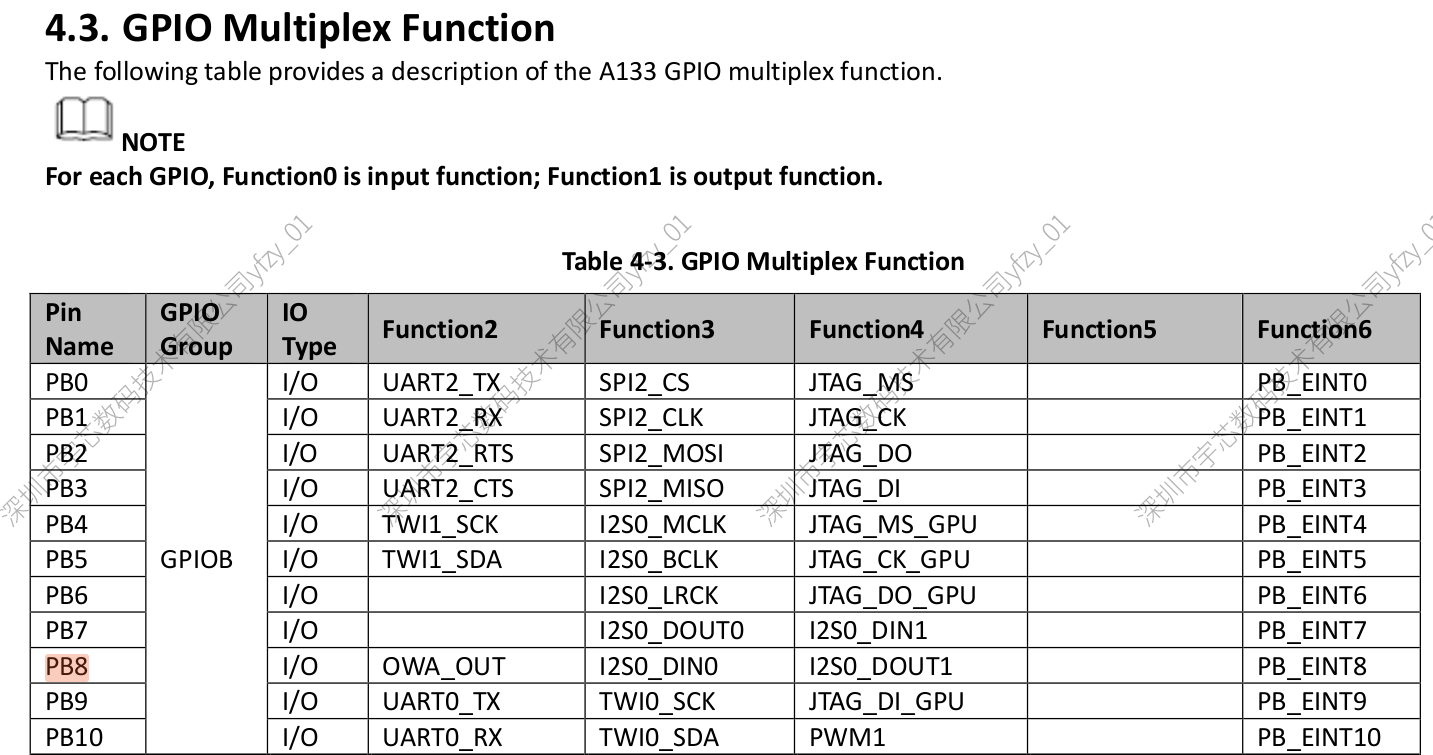 4.3. GPIO Multiplex Function
The following table provides a description of the A133 GPIO multiplex function.
NOTE
For each GPIO, Function0 is input function; Function1 is output function.
Table 4-3. GPIO Multiplex Function
Pin Name GPIO Group IO Type Function2 Function3 Function4 Function5 Function6
PB0 I/O UART2_TX SPI2_CS JTAG_MS PB_EINT0
PB1 I/O UART2_RX SPI2_CLK JTAG_CK PB_EINT1
PB2 I/O UART2_RTS SPI2_MOSI JTAG_DO PB_EINT2
PB3 I/O UART2_CTS SPI2_MISO JTAG_DI PB_EINT3
PB4 I/O TWI1_SCK I2S0_MCLK JTAG_MS_GPU PB_EINT4
PB5 GPIOB I/O TWI1_SDA I2S0_BCLK JTAG_CK_GPU PB_EINT5
PB6 I/O I2S0_LRCK JTAG_DO_GPU PB_EINT6
PB7 I/O I2S0_DOUT0 I2S0_DIN1 PB_EINT7
PB8 I/O OWA_OUT I2S0_DIN0 I2S0_DOUT1 PB_EINT8
PB9 I/O UART0_TX TWI0_SCK JTAG_DI_GPU PB_EINT9
PB10 I/O UART0_RX TWI0_SDA PWM1 PB_EINT10
深圳市宇芯数码技术有限公司yfzy_01
深圳市宇芯数码技术有限公司yfzy_01
深圳市宇芯数码技术有限公司yfzy_01
深圳市宇芯数码技术有限公司yfzy_0